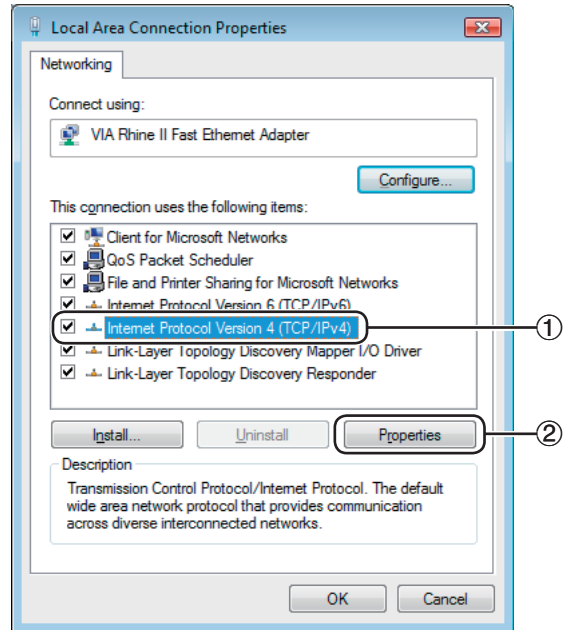 Local Area Connection Properties
Networking
Connect using:
VIA Rhine II Fast Ethernet Adapter
Configure...
This connection uses the following items:
Client for Microsoft Networks
QoS Packet Scheduler
File and Printer Sharing for Microsoft Networks
Internet Protocol Version 6 (TCP/IPv6)
Internet Protocol Version 4 (TCP/IPv4) ①
Link-Layer Topology Discovery Mapper I/O Driver
Link-Layer Topology Discovery Responder
Install... Uninstall Properties ②
Description
Transmission Control Protocol/Internet Protocol. The default
wide area network protocol that provides communication
across diverse interconnected networks.
OK Cancel